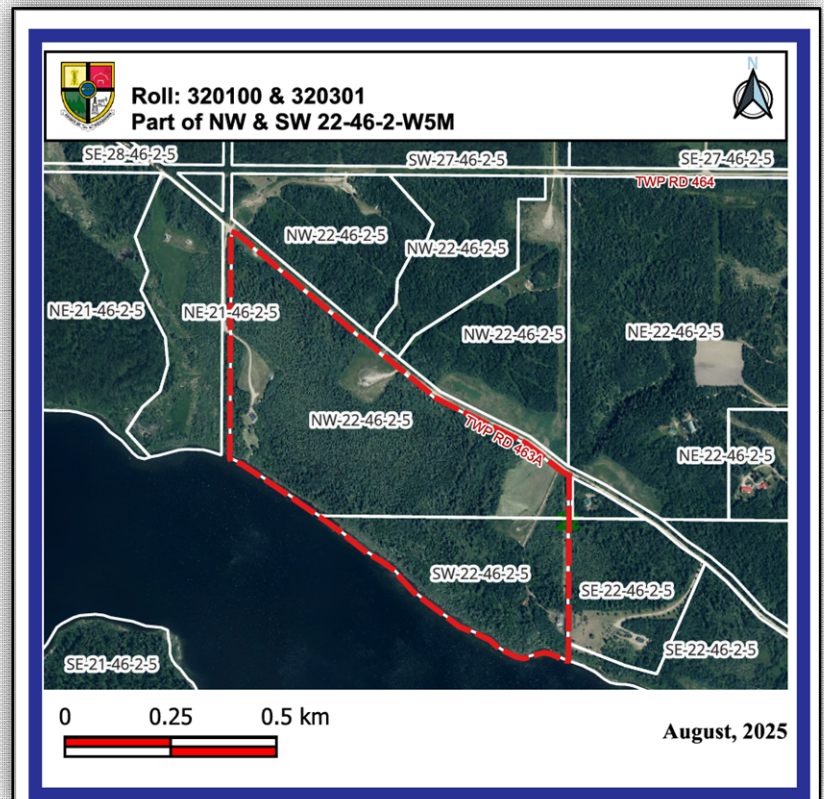 N
Roll: 320100 & 320301
Part of NW & SW 22-46-2-W5M
SE-28-46-2-5
SW-27-46-2-5
SE-27-46-2-5
TWP RD 464
NW-22-46-2-5
NW-22-46-2-5
NE-21-46-2-5
NE-21-46-2-5
NW-22-46-2-5
NE-22-46-2-5
NW-22-46-2-5
TWP RD 463A
NE-22-46-2-5
SW-22-46-2-5
SE-22-46-2-5
SE-22-46-2-5
SE-21-46-2-5
0 0.25 0.5 km
August, 2025